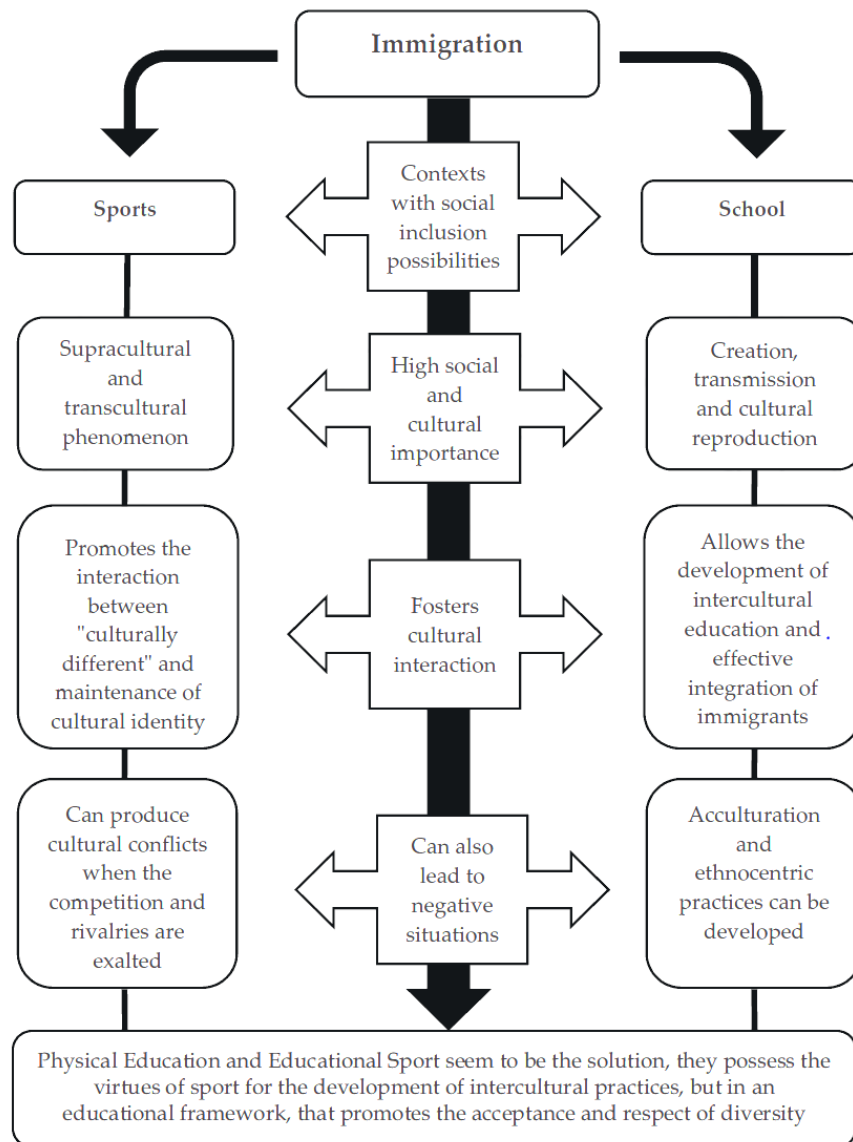 Immigration
Sports
Contexts
with social
inclusion
possibilities
School
Supracultural
and
transcultural
phenomenon
High social
and
cultural
importance
Creation,
transmission
and cultural
reproduction
Promotes the
interaction
between
"culturally
different" and
maintenance of
cultural identity
Fosters
cultural
interaction
Allows the
development of
intercultural
education and
effective
integration of
immigrants
Can produce
cultural conflicts
when the
competition and
rivalries are
exalted
Can also
lead to
negative
situations
Acculturation
and
ethnocentric
practices can be
developed
Physical Education and Educational Sport seem to be the solution, they possess the
virtues of sport for the development of intercultural practices, but in an
educational framework, that promotes the acceptance and respect of diversity